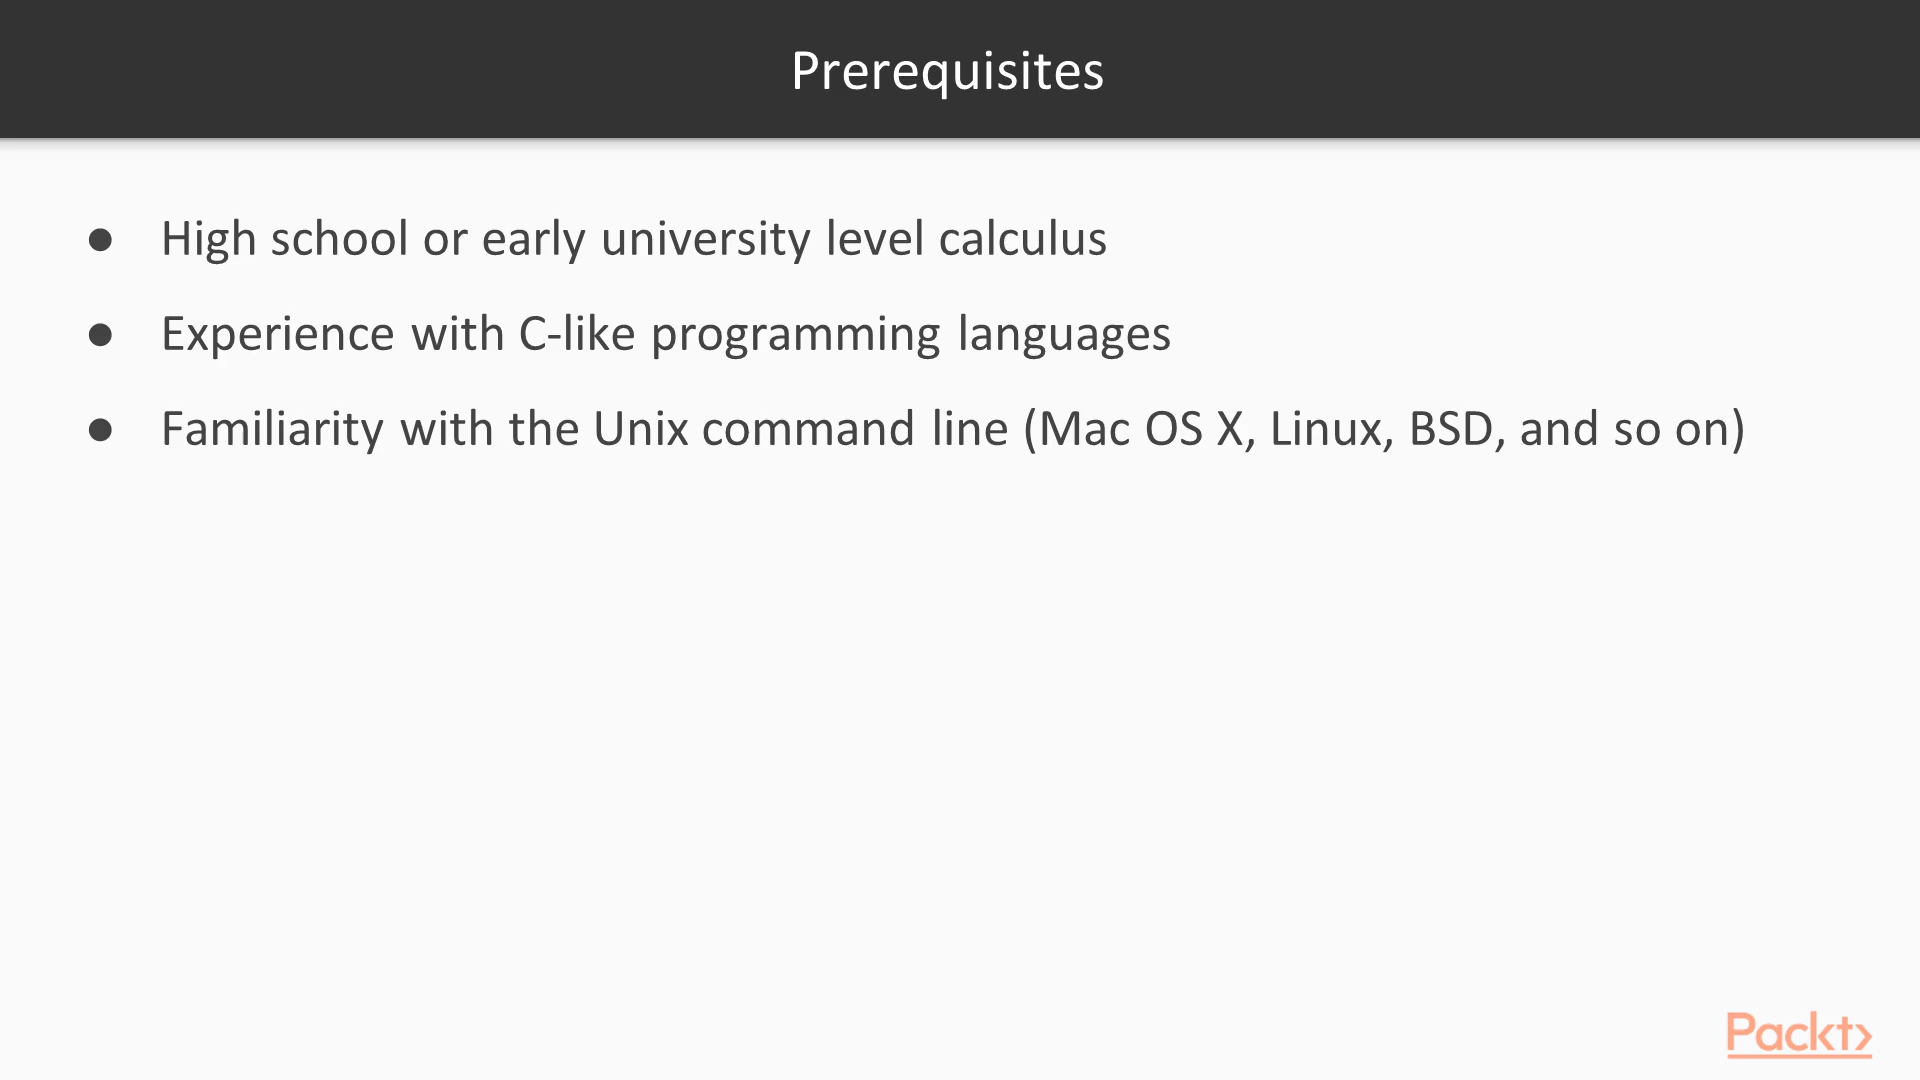 Prerequisites
● High school or early university level calculus
● Experience with C-like programming languages
● Familiarity with the Unix command line (Mac OS X, Linux, BSD, and so on)
Packt>